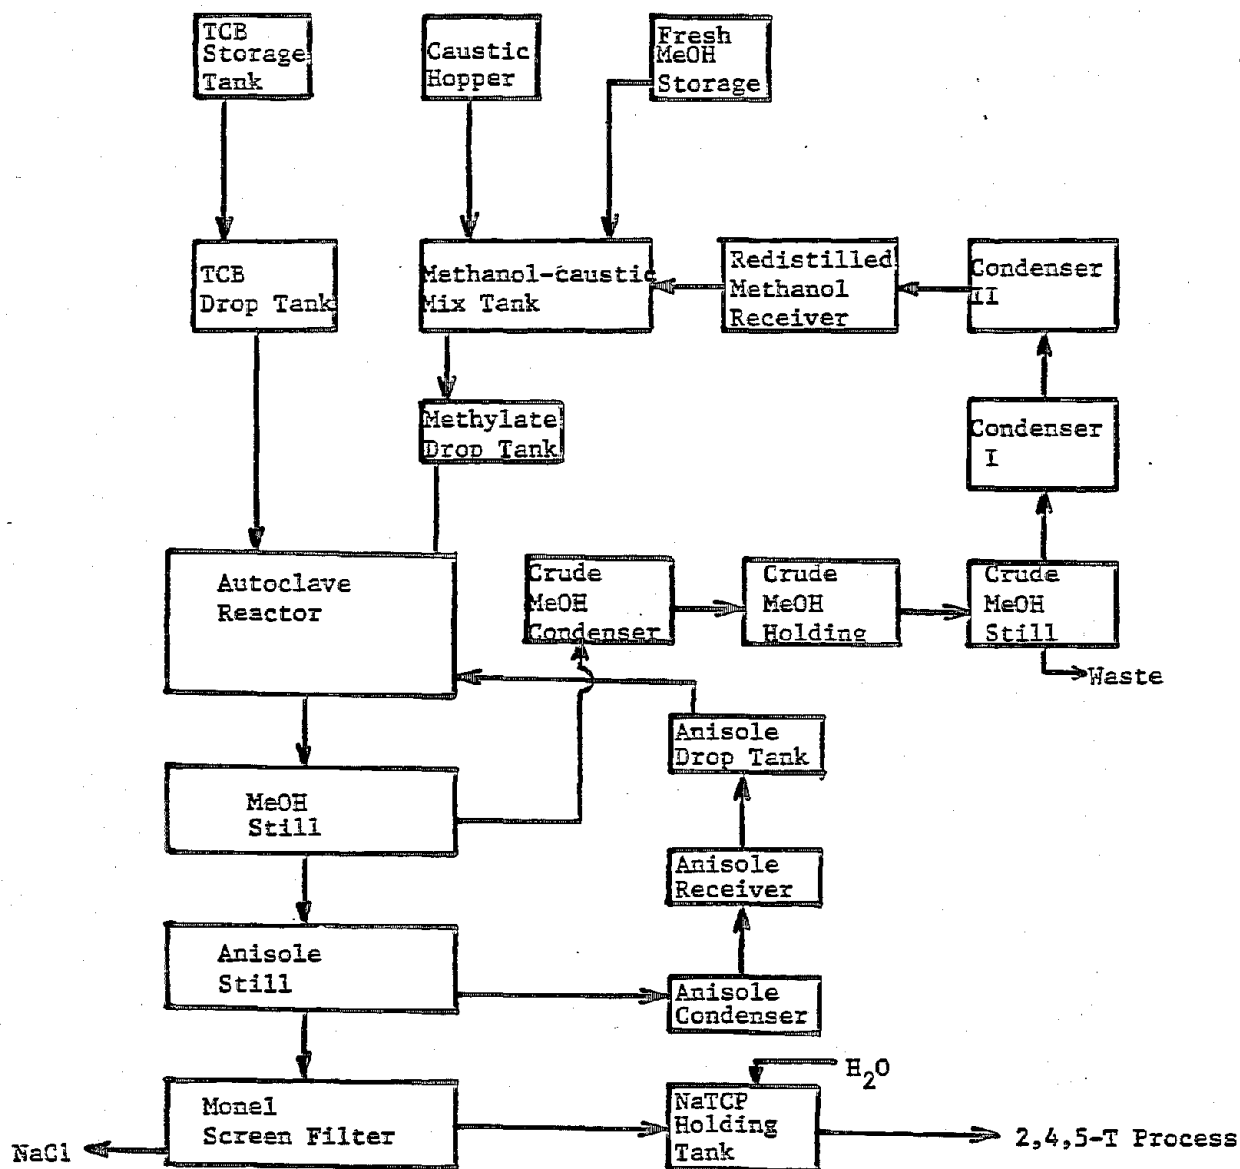 TCB
Storage
Tank
Caustic
Hopper
Fresh
MeOH
Storage
TCB
Drop Tank
Methanol-caustic
Mix Tank
Redistilled
Methanol
Receiver
Condenser
II
Methylate
Drop Tank
Condenser
I
Autoclave
Reactor
Crude
MeOH
Condenser
Crude
MeOH
Holding
Crude
MeOH
Still
Waste
Anisole
Drop Tank
MeOH
Still
Anisole
Receiver
Anisole
Still
Anisole
Condenser
H2O
Monel
Screen Filter
NaTCP
Holding
Tank
NaCl
2,4,5-T Process